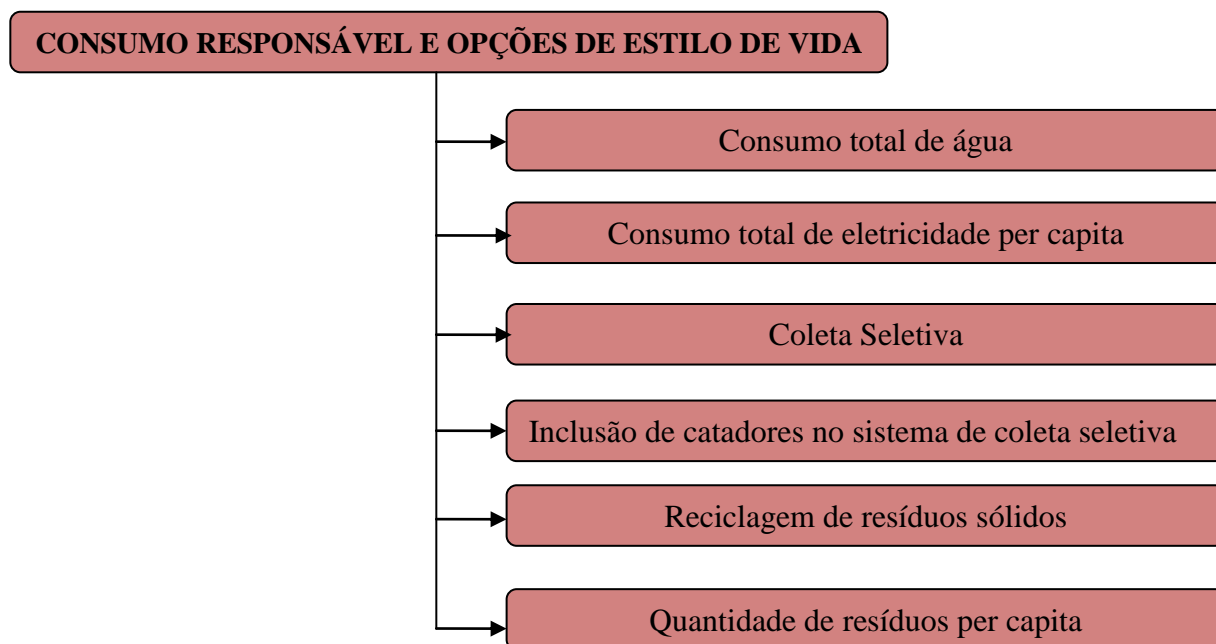 CONSUMO RESPONSÁVEL E OPÇÕES DE ESTILO DE VIDA
Consumo total de água
Consumo total de eletricidade per capita
Coleta Seletiva
Inclusão de catadores no sistema de coleta seletiva
Reciclagem de resíduos sólidos
Quantidade de resíduos per capita